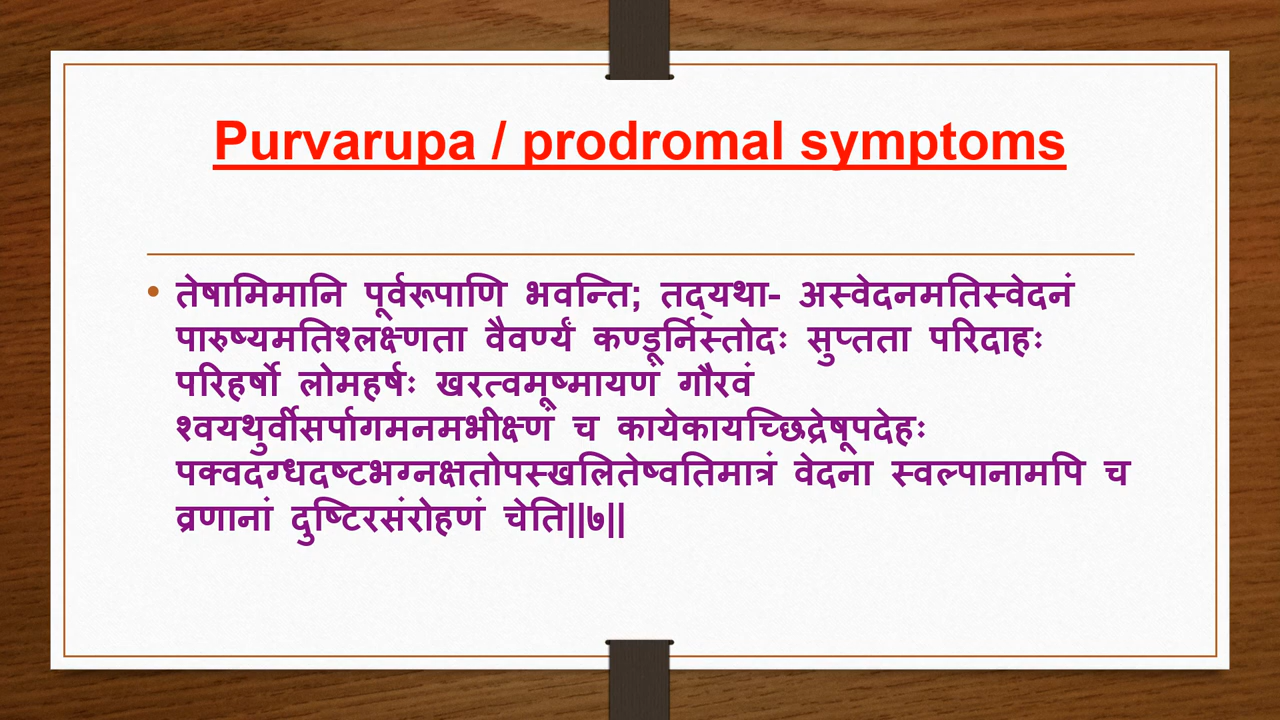 Purvarupa / prodromal symptoms
• तेषामिमानि पूर्वरूपाणि भवन्ति; तद्यथा- अस्वेदनमतिस्वेदनं
पारुष्यमतिश्लक्ष्णता वैवर्ण्यं कण्डूर्निस्तोदः सुप्तता परिदाहः
परिहर्षो लोमहर्षः खरत्वमूष्मायणं गौरवं
श्वयथुर्वीसर्पागमनमभीक्ष्णं च कायेकायच्छिद्रेषूपदेहः
पक्वदग्धदष्टभग्नक्षतोपस्खलितेष्वतिमात्रं वेदना स्वल्पानामपि च
व्रणानां दुष्टिरसंरोहणं चेति||७||